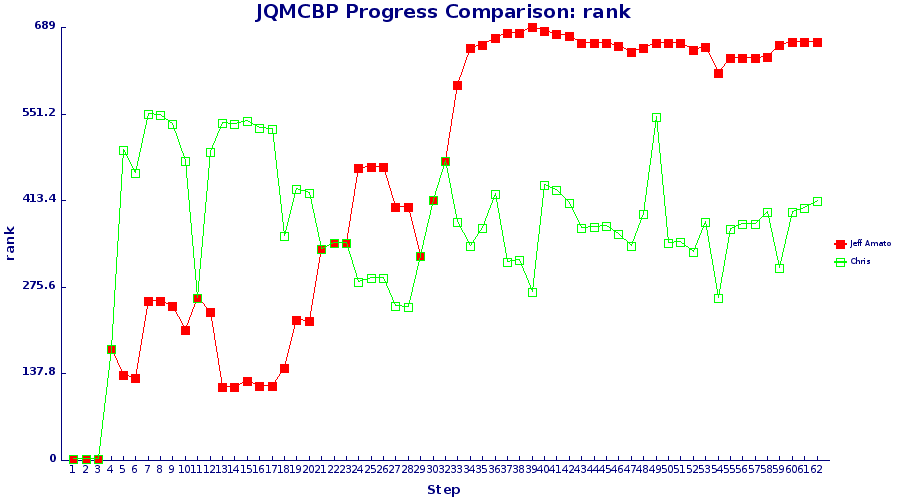 JQMCBP Progress Comparison: rank
689
551.2
413.4
275.6
137.8
0
rank
1 2 3 4 5 6 7 8 9 10 11 12 13 14 15 16 17 18 19 20 21 22 23 24 25 26 27 28 29 30 31 32 33 34 35 36 37 38 39 40 41 42 43 44 45 46 47 48 49 50 51 52 53 54 55 56 57 58 59 60 61 62
Step
Jeff Amato
Chris